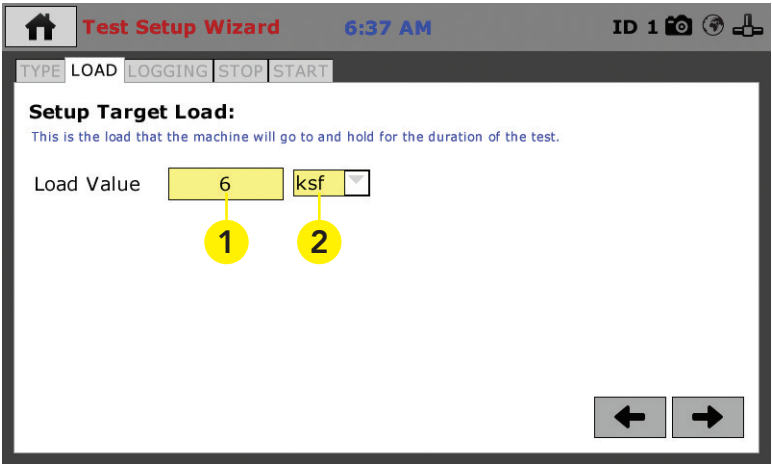 Test Setup Wizard 6:37 AM ID 1
TYPE LOAD LOGGING STOP START
Setup Target Load:
This is the load that the machine will go to and hold for the duration of the test.
Load Value 6 ksf
1 2